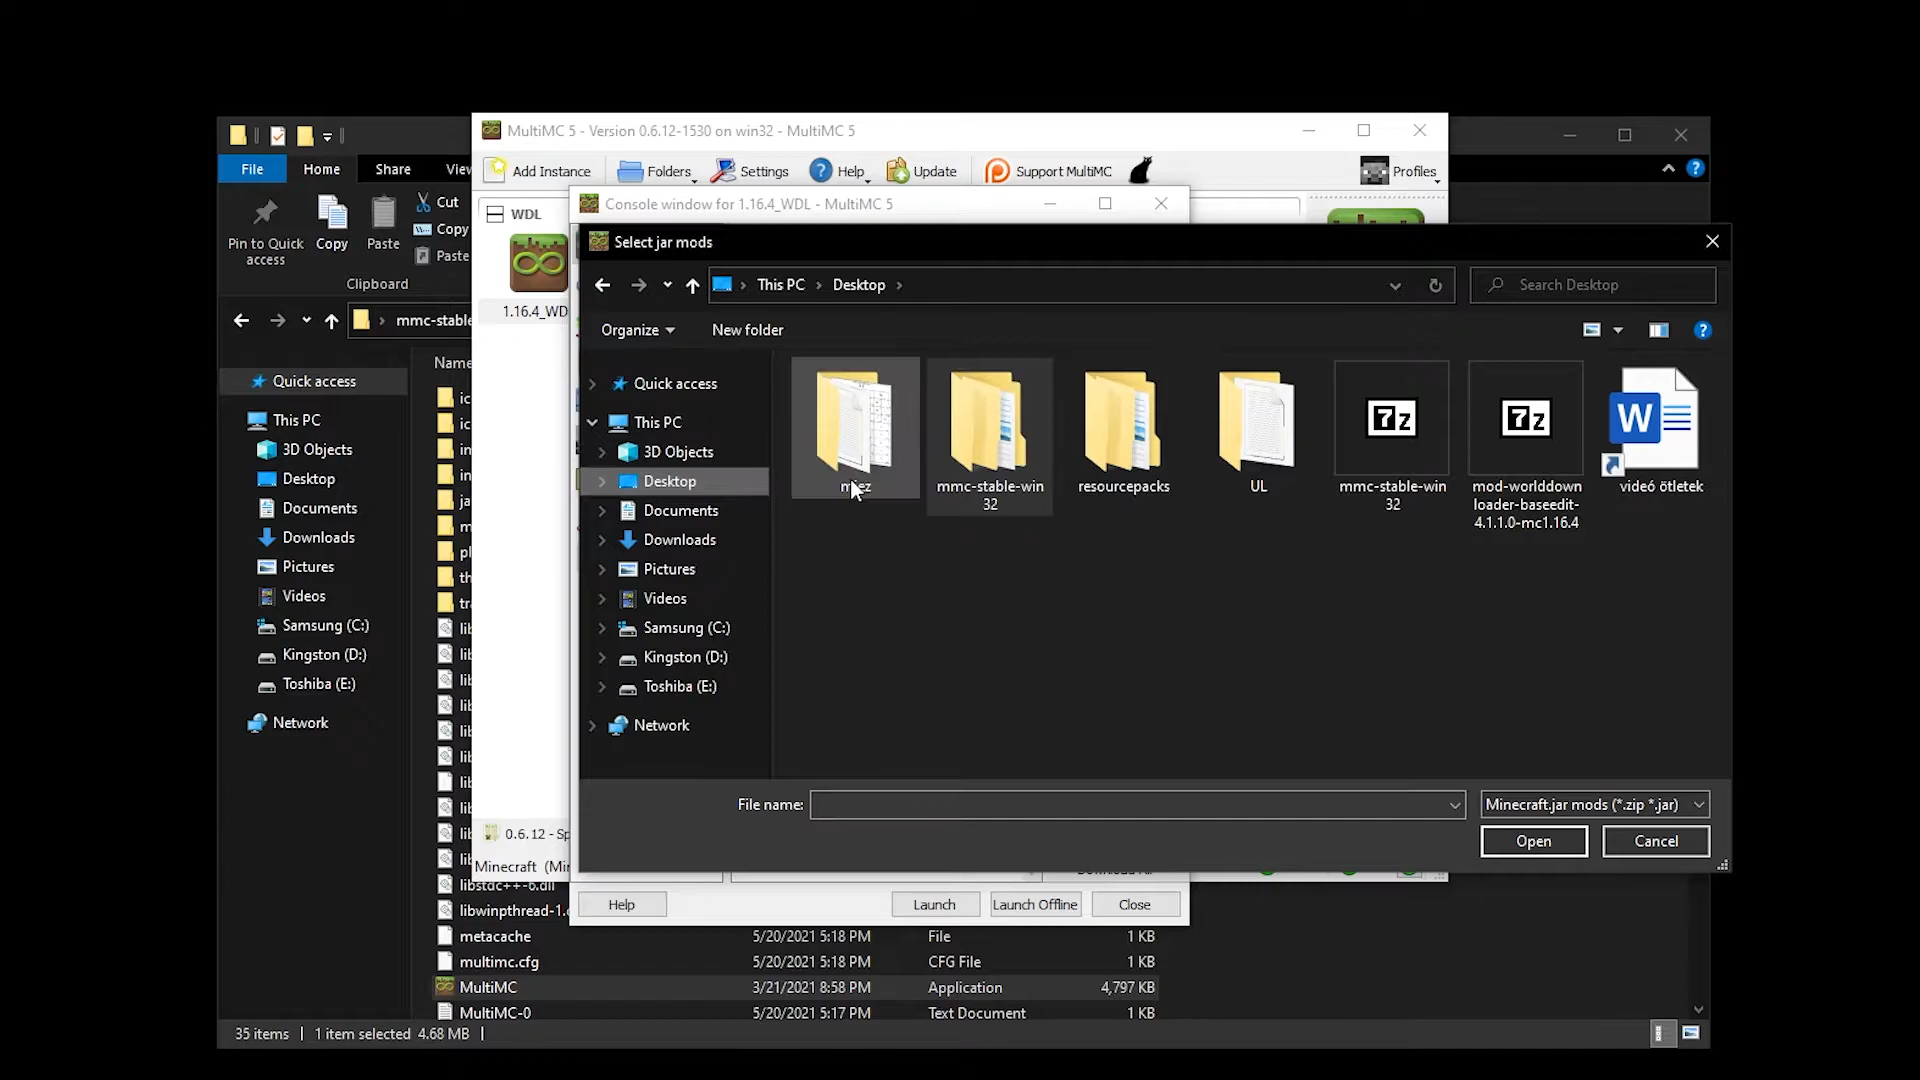 MultiMC 5 - Version 0.6.12-1530 on win32 - MultiMC 5
File
Home
Share
View
Add Instance
Folders
Settings
Help
Update
Support MultiMC
Profiles
Pin to Quick access
Copy
Paste
Cut
Copy
Paste
Clipboard
WDL
1.16.4_WD
Console window for 1.16.4_WDL - MultiMC 5
Select jar mods
This PC
Desktop
Search Desktop
Organize
New folder
mmc-stable
Name
Quick access
This PC
3D Objects
Desktop
Documents
Downloads
Pictures
Videos
Samsung (C:)
Kingston (D:)
Toshiba (E:)
Network
Quick access
This PC
3D Objects
Desktop
Documents
Downloads
Pictures
Videos
Samsung (C:)
Kingston (D:)
Toshiba (E:)
Network
mmc-stable-win
32
resourcepacks
UL
mmc-stable-win
32
mod-worlddown
loader-baseedit-
4.1.1.0-mc1.16.4
videó ötletek
File name:
Minecraft.jar mods (*.zip *.jar)
Open
Cancel
0.6.12 - Sp
Minecraft (Mi
Help
Launch
Launch Offline
Close
libstdc++-6.dll
libwinpthread-1.
metacache 5/20/2021 5:18 PM File 1 KB
multimc.cfg 5/20/2021 5:18 PM CFG File 1 KB
MultiMC 3/21/2021 8:58 PM Application 4,797 KB
MultiMC-0 5/20/2021 5:17 PM Text Document 1 KB
35 items
1 item selected 4.68 MB